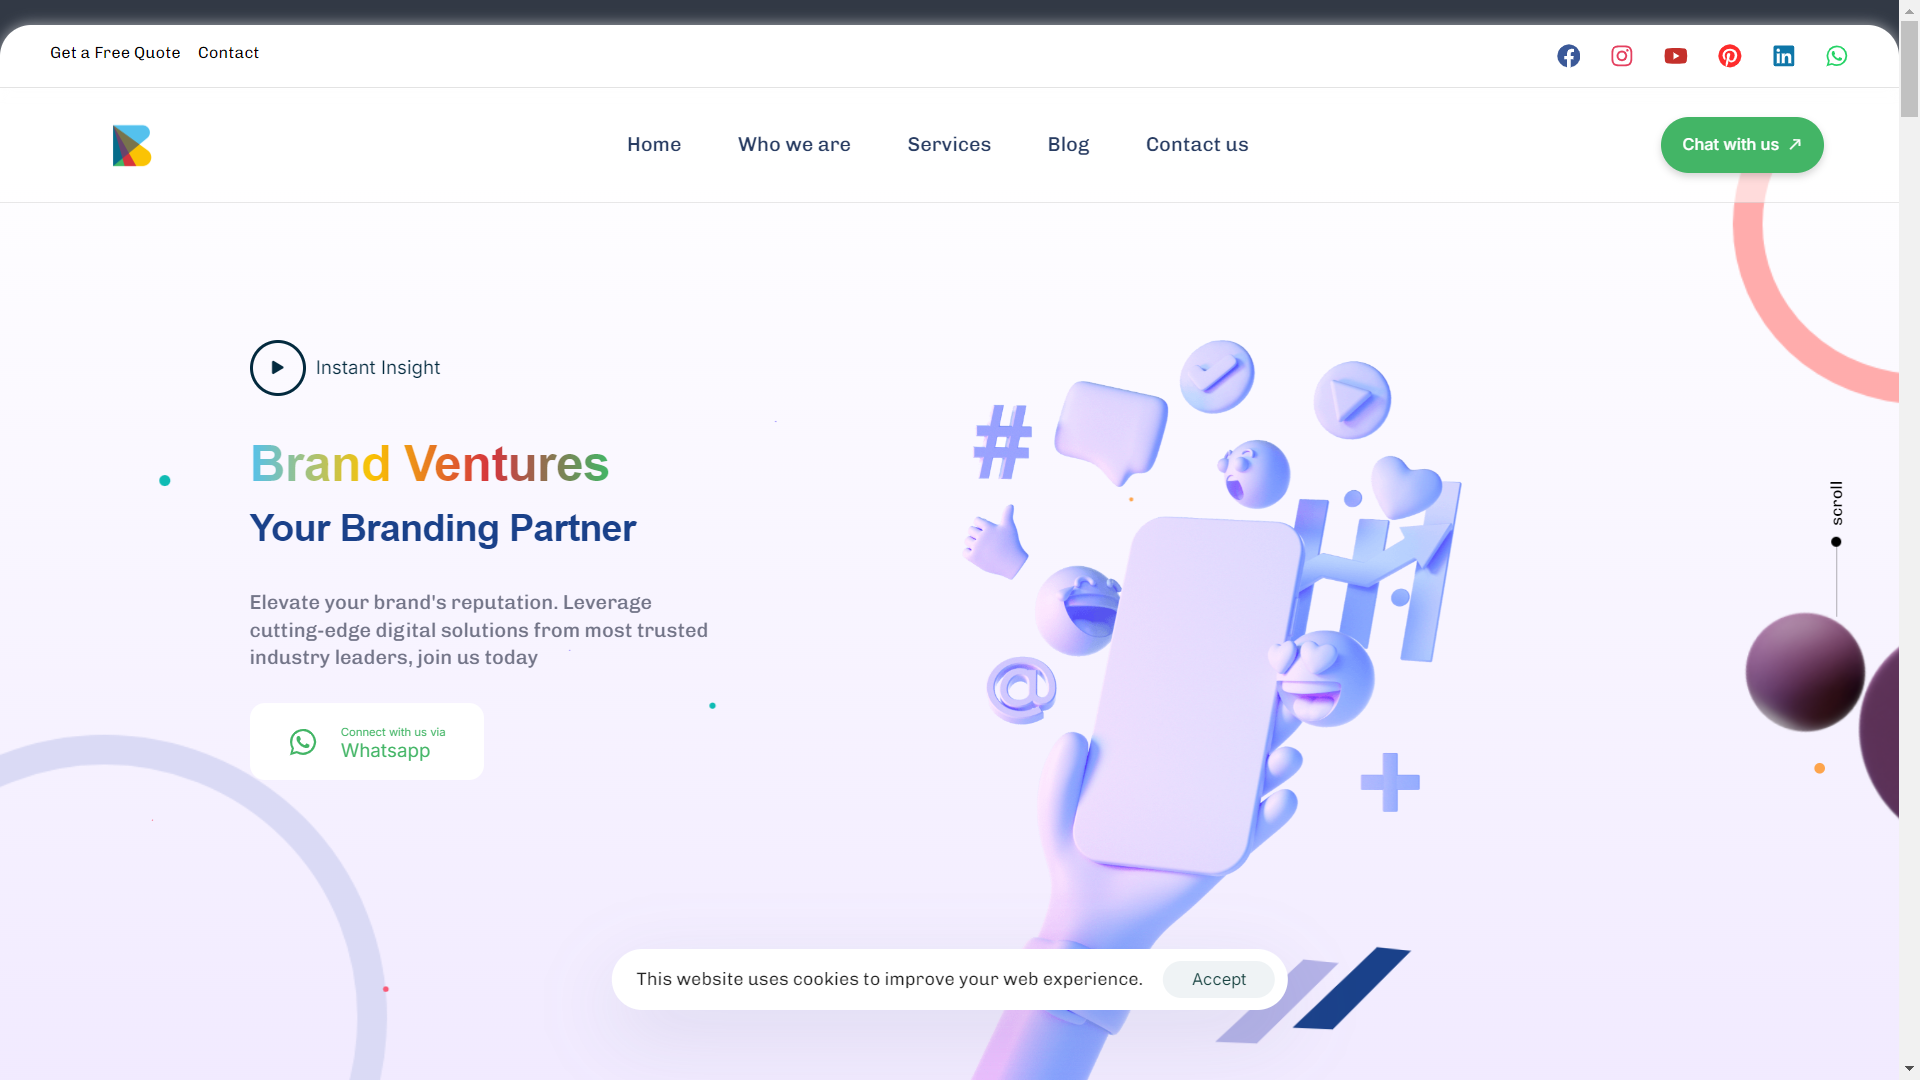 Get a Free Quote Contact
Home Who we are Services Blog Contact us
Chat with us
Instant Insight
Brand Ventures
Your Branding Partner
Elevate your brand's reputation. Leverage
cutting-edge digital solutions from most trusted
industry leaders, join us today
Connect with us via
Whatsapp
scroll
This website uses cookies to improve your web experience. Accept